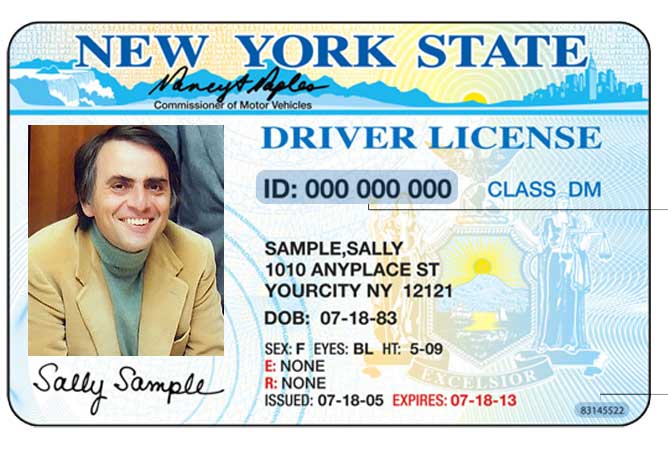 NEW YORK STATE
Nancy A Naples
Commissioner of Motor Vehicles
DRIVER LICENSE
ID: 000 000 000
CLASS DM
SAMPLE,SALLY
1010 ANYPLACE ST
YOURCITY NY 12121
DOB: 07-18-83
SEX: F EYES: BL HT: 5-09
E: NONE
R: NONE
ISSUED: 07-18-05 EXPIRES: 07-18-13
Sally Sample
EXCELSIOR
83145522